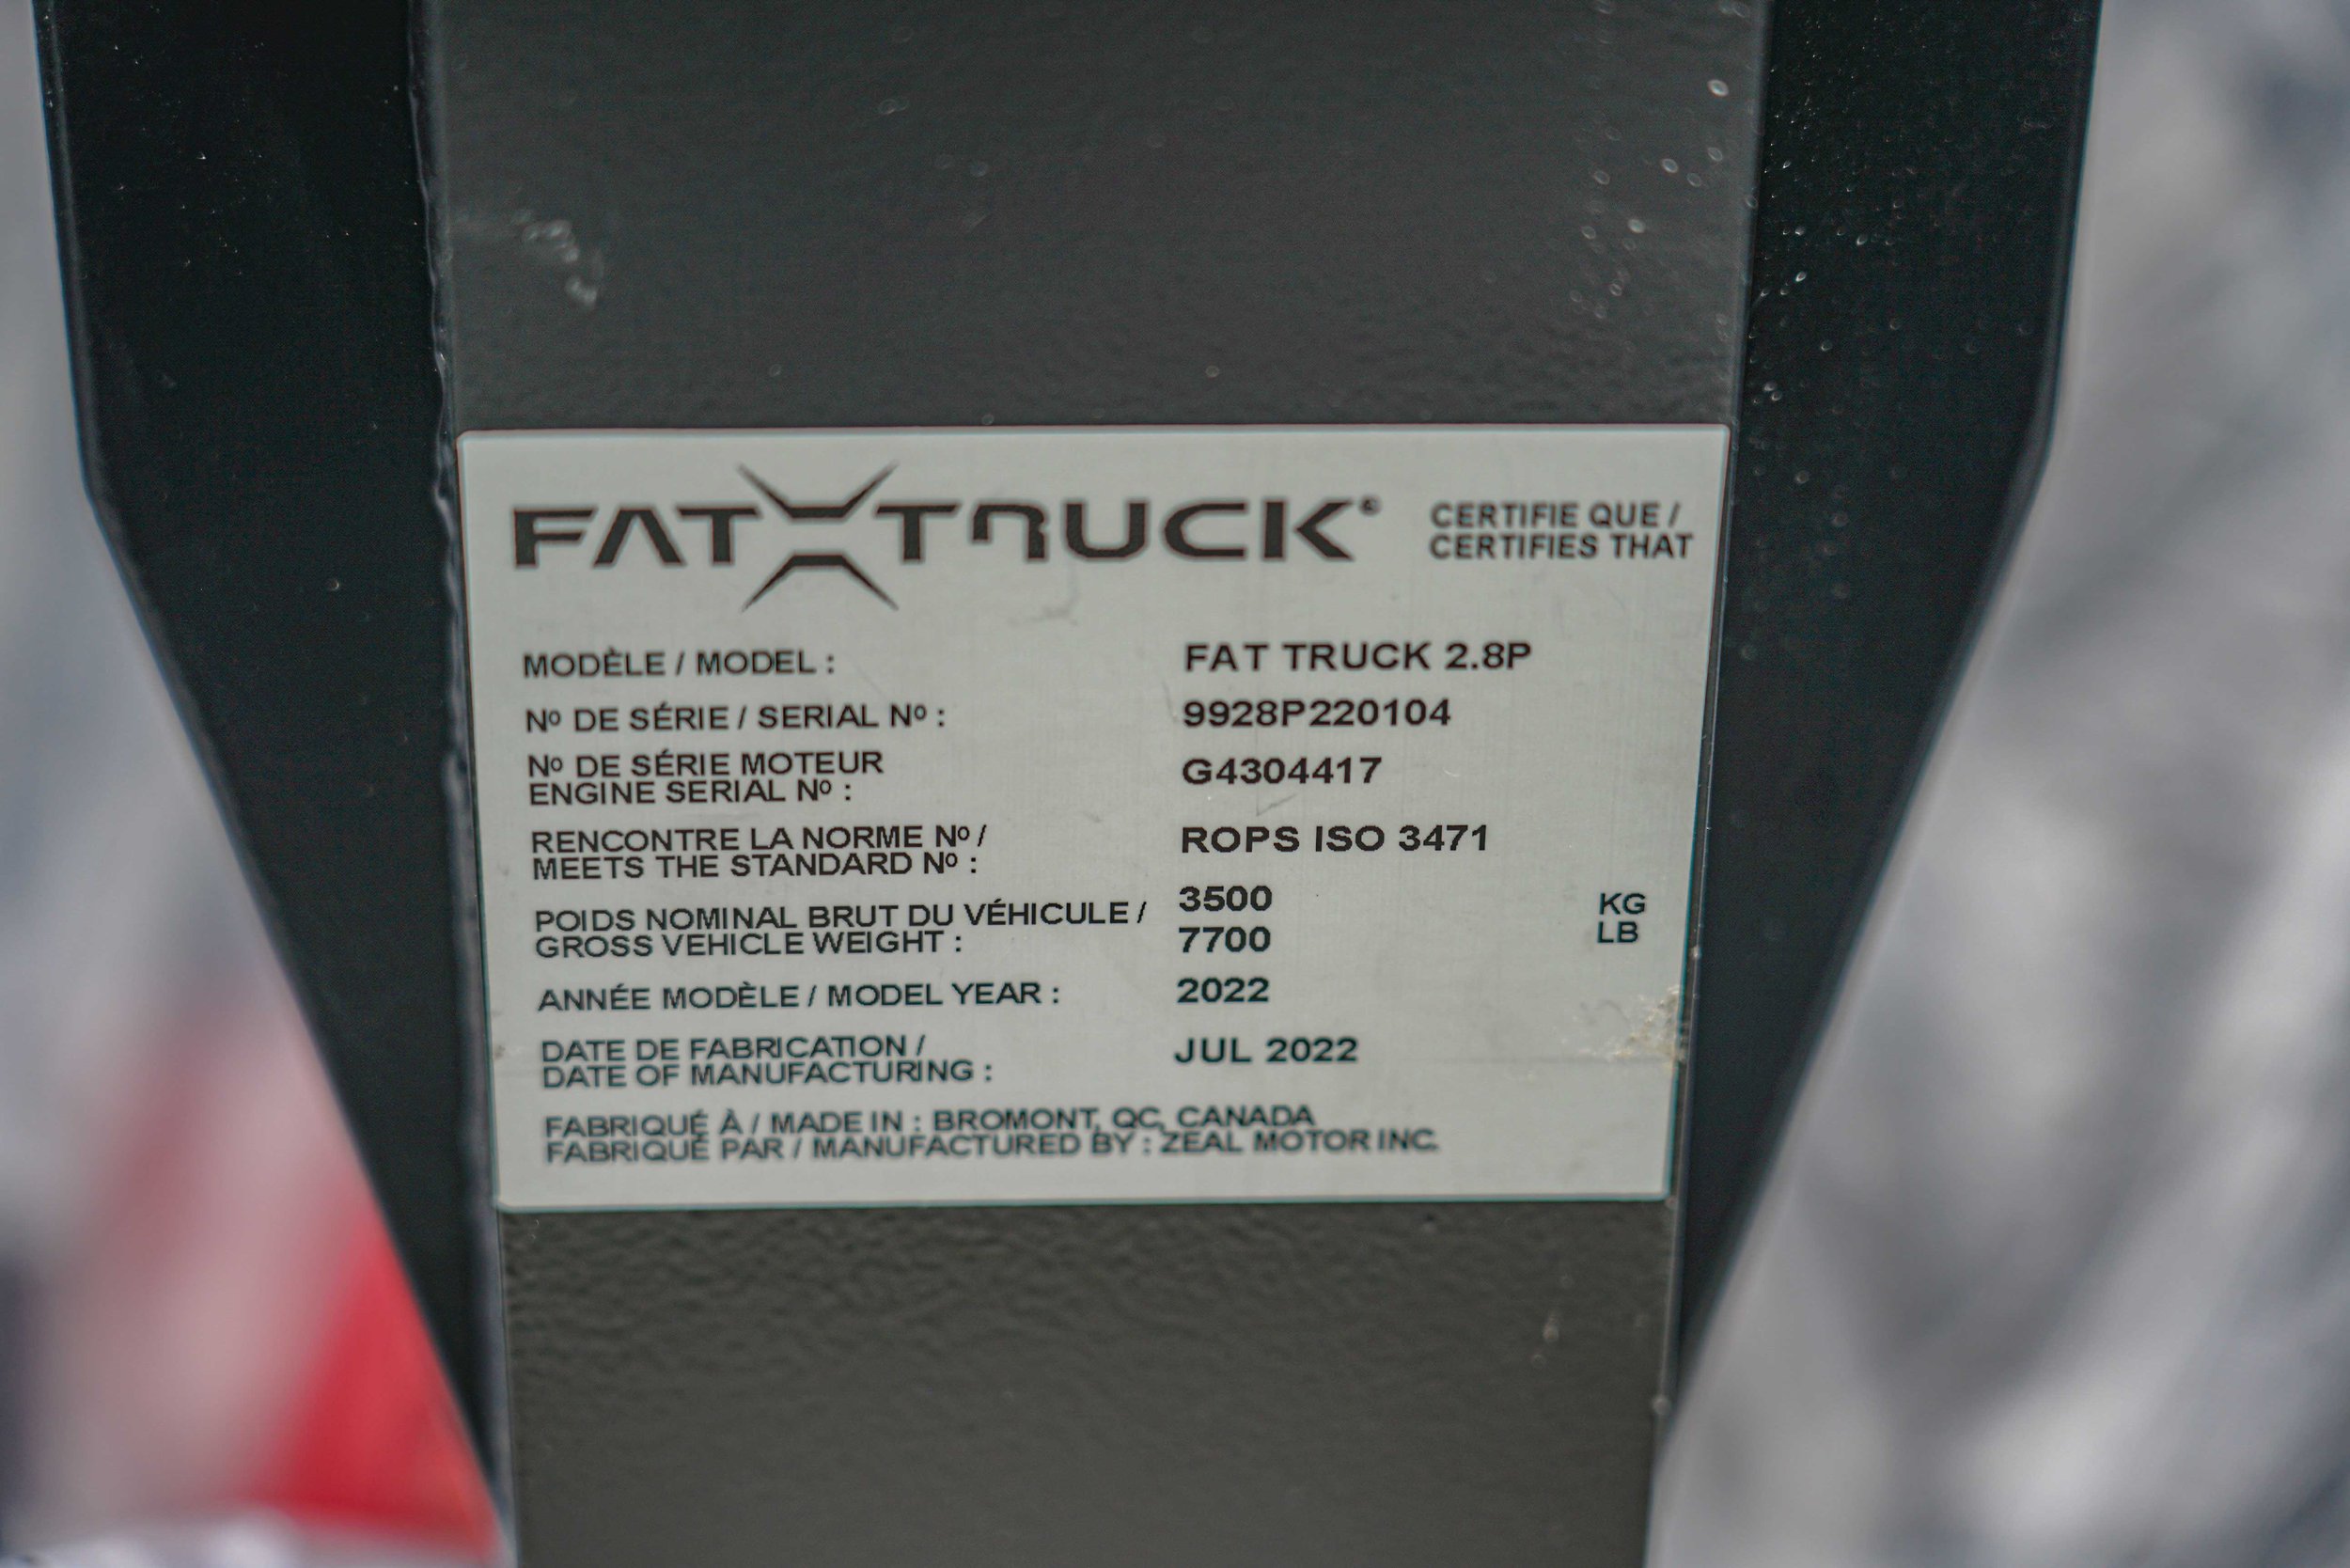 FAT TRUCK
CERTIFIE QUE /
CERTIFIES THAT
MODÈLE / MODEL : FAT TRUCK 2.8P
Nº DE SÉRIE / SERIAL Nº : 9928P220104
Nº DE SÉRIE MOTEUR
ENGINE SERIAL Nº : G4304417
RENCONTRE LA NORME Nº /
MEETS THE STANDARD Nº : ROPS ISO 3471
POIDS NOMINAL BRUT DU VÉHICULE / 3500 KG
GROSS VEHICLE WEIGHT : 7700 LB
ANNÉE MODÈLE / MODEL YEAR : 2022
DATE DE FABRICATION /
DATE OF MANUFACTURING : JUL 2022
FABRIQUÉ À / MADE IN : BROMONT, QC, CANADA
FABRIQUÉ PAR / MANUFACTURED BY : ZEAL MOTOR INC.